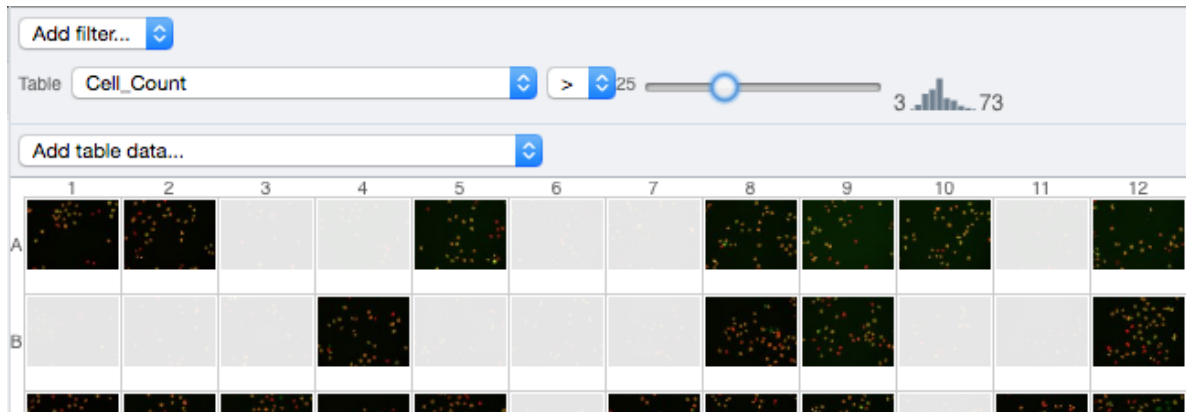 Add filter...
Table Cell_Count > 25 3 73
Add table data...
1 2 3 4 5 6 7 8 9 10 11 12
A
B